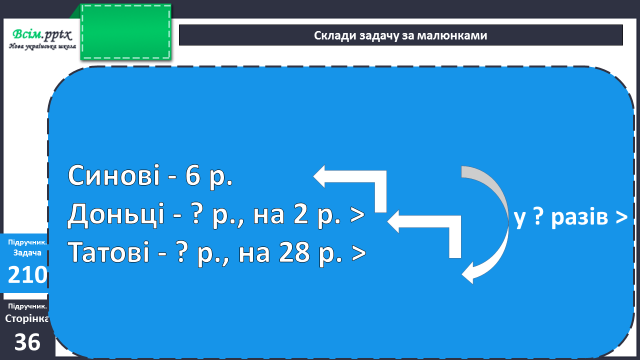 Всім.pptx
Нова українська школа
Склади задачу за малюнками
Синові - 6 р.
Доньці - ? р., на 2 р. >
Татові - ? р., на 28 р. >
у ? разів >
Підручник.
Задача
210
Підручник.
Сторінка
36